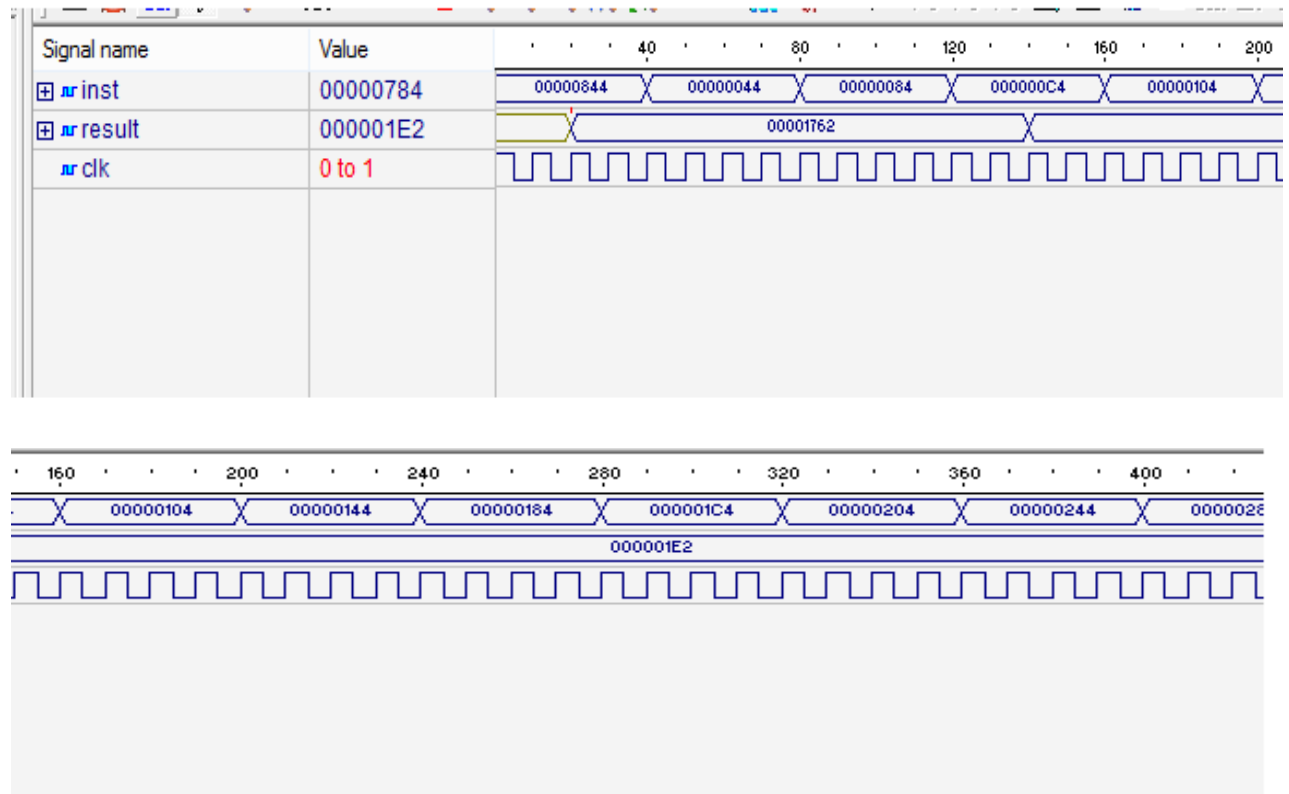 Signal name Value 40 80 120 160 200
inst 00000784 00000844 00000044 00000084 000000C4 00000104
result 000001E2 00001762
clk 0 to 1
160 200 240 280 320 360 400
00000104 00000144 00000184 000001C4 00000204 00000244 0000028
000001E2